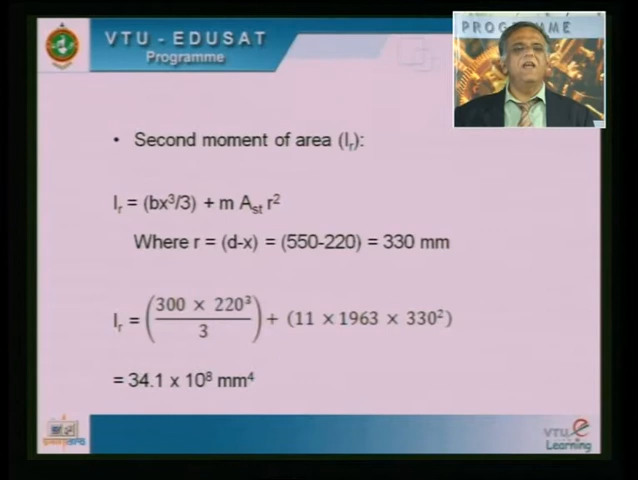 VTU - EDUSAT
Programme
PROGRAMME
• Second moment of area (Iᵣ):
Iᵣ = (bx³/3) + m Aₛₜ r²
Where r = (d-x) = (550-220) = 330 mm
Iᵣ = (300 × 220³ / 3) + (11 × 1963 × 330²)
= 34.1 x 10⁸ mm⁴
VTU e
Learning